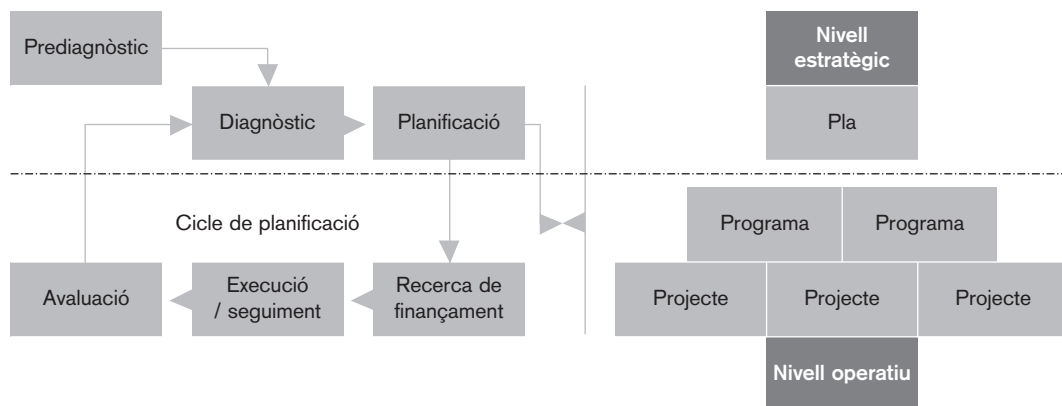 Prediagnòstic
Diagnòstic
Planificació
Cicle de planificació
Avaluació
Execució
/ seguiment
Recerca de
finançament
Nivell
estratègic
Pla
Programa
Programa
Projecte
Projecte
Projecte
Nivell operatiu